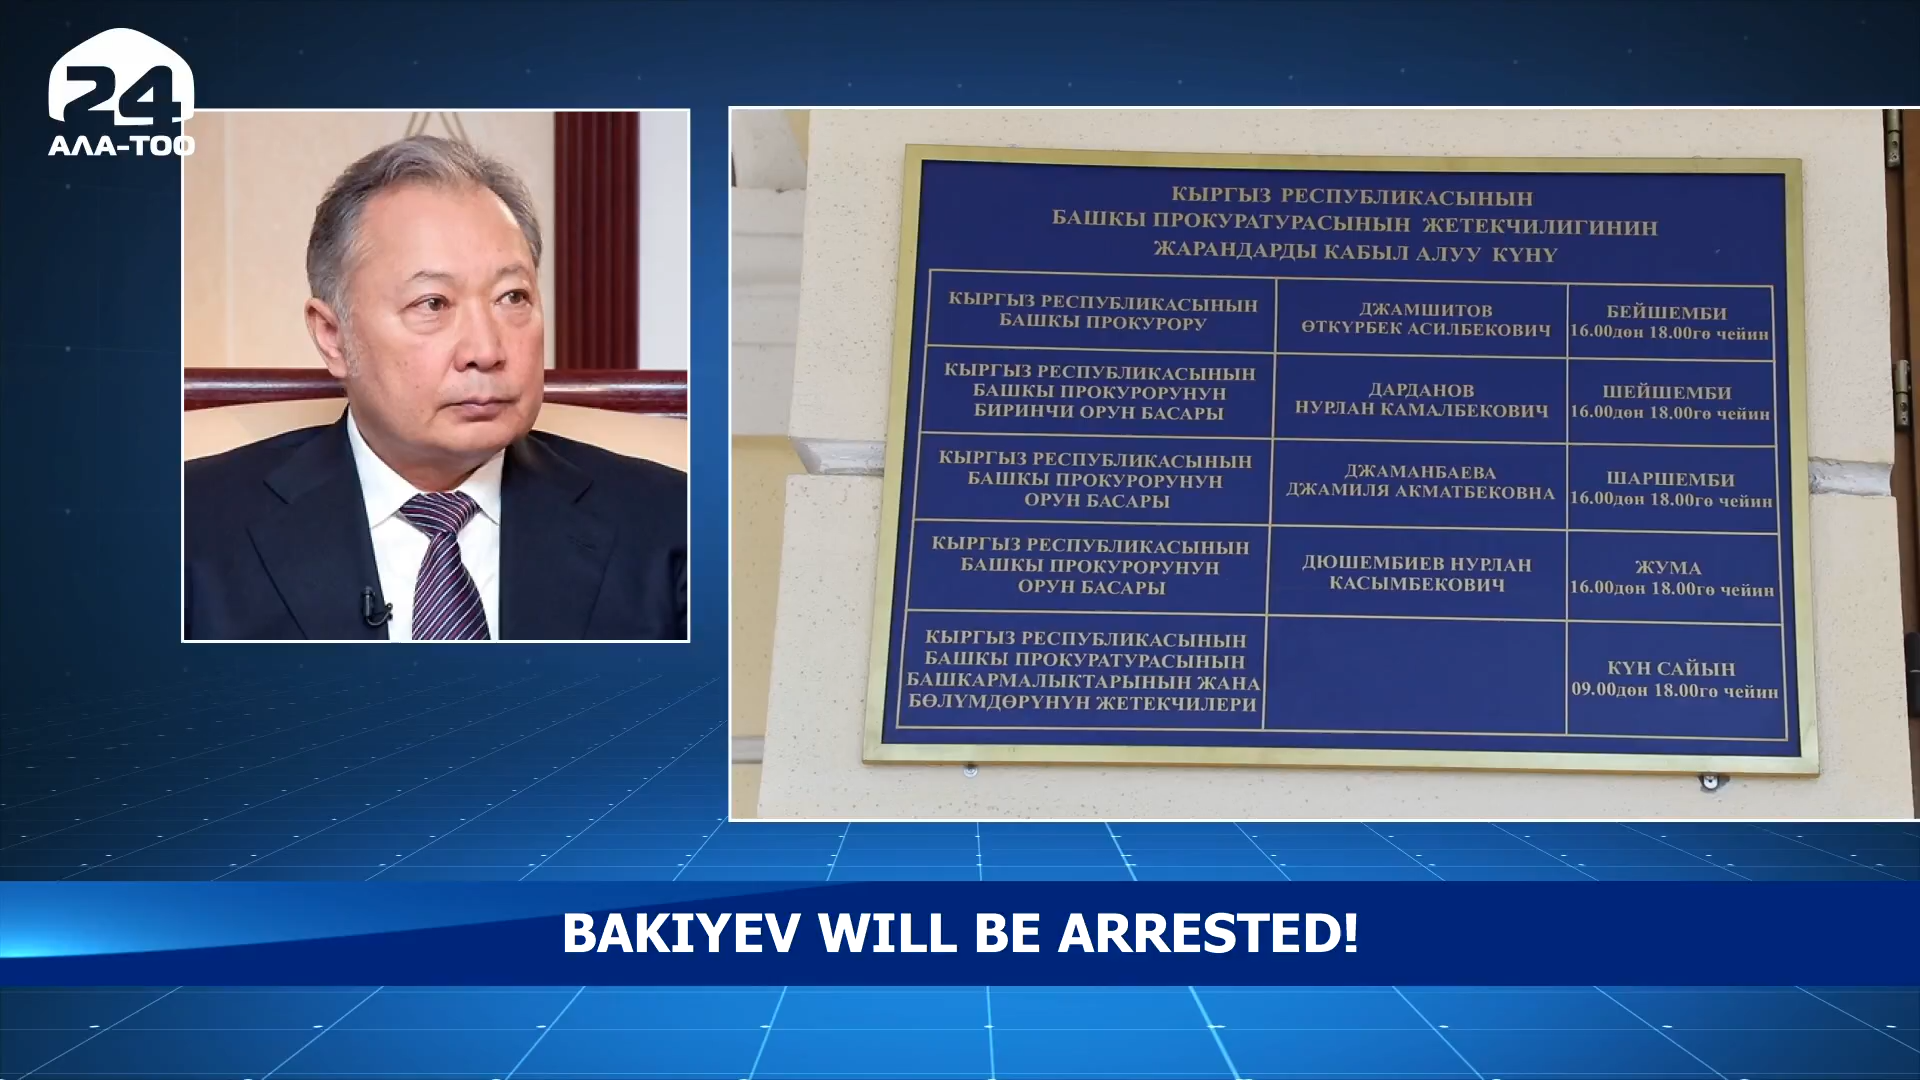 24
АЛА-ТОО
КЫРГЫЗ РЕСПУБЛИКАСЫНЫН
БАШКЫ ПРОКУРАТУРАСЫНЫН ЖЕТЕКЧИЛИГИНИН
ЖАРАНДАРДЫ КАБЫЛ АЛУУ КҮНҮ
КЫРГЫЗ РЕСПУБЛИКАСЫНЫН
БАШКЫ ПРОКУРОРУ
ДЖАМШИТОВ
ӨТКҮРБЕК АСИЛБЕКОВИЧ
БЕЙШЕМБИ
16.00дөн 18.00гө чейин
КЫРГЫЗ РЕСПУБЛИКАСЫНЫН
БАШКЫ ПРОКУРОРУНУН
БИРИНЧИ ОРУН БАСАРЫ
ДАРДАНОВ
НУРЛАН КАМАЛБЕКОВИЧ
ШЕЙШЕМБИ
16.00дөн 18.00гө чейин
КЫРГЫЗ РЕСПУБЛИКАСЫНЫН
БАШКЫ ПРОКУРОРУНУН
ОРУН БАСАРЫ
ДЖАМАНБАЕВА
ДЖАМИЛЯ АКМАТБЕКОВНА
ШАРШЕМБИ
16.00дөн 18.00гө чейин
КЫРГЫЗ РЕСПУБЛИКАСЫНЫН
БАШКЫ ПРОКУРОРУНУН
ОРУН БАСАРЫ
ДЮШЕМБИЕВ НУРЛАН
КАСЫМБЕКОВИЧ
ЖУМА
16.00дөн 18.00гө чейин
КЫРГЫЗ РЕСПУБЛИКАСЫНЫН
БАШКЫ ПРОКУРАТУРАСЫНЫН
БАШКАРМАЛЫКТАРЫНЫН ЖАНА
БӨЛҮМДӨРҮНҮН ЖЕТЕКЧИЛЕРИ
КҮН САЙЫН
09.00дөн 18.00гө чейин
BAKIYEV WILL BE ARRESTED!